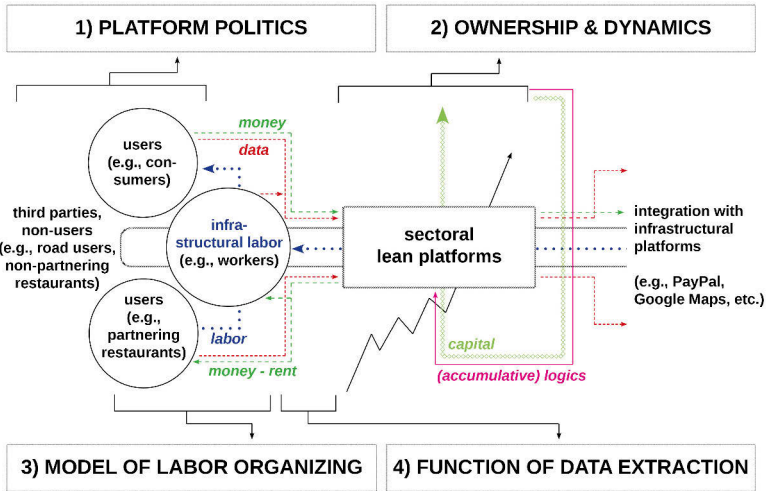 1) PLATFORM POLITICS
2) OWNERSHIP & DYNAMICS
money
data
users
(e.g., con-
sumers)
third parties,
non-users
(e.g., road users,
non-partnering
restaurants)
infra-
structural labor
(e.g., workers)
sectoral
lean platforms
integration with
infrastructural
platforms
(e.g., PayPal,
Google Maps, etc.)
users
(e.g.,
partnering
restaurants)
labor
money - rent
capital
(accumulative) logics
3) MODEL OF LABOR ORGANIZING
4) FUNCTION OF DATA EXTRACTION